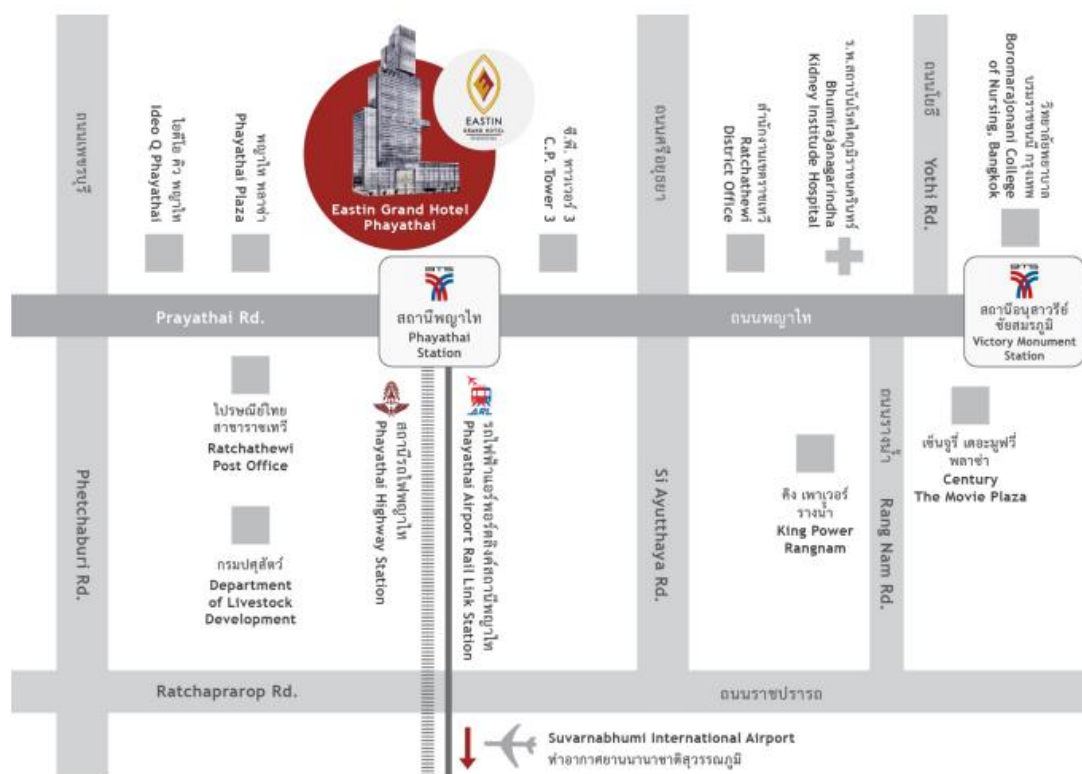 ถนนเพชรบุรี
ไอดีโอ คิว พญาไท
Ideo Q Phayathai
พญาไท พลาซ่า
Phayathai Plaza
EASTIN
GRAND HOTEL
Eastin Grand Hotel
Phayathai
ซี.พี. ทาวเวอร์ 3
C.P. Tower 3
ถนนศรีอยุธยา
สำนักงานเขตราชเทวี
Ratchathewi
District Office
ร.พ.สถาบันโรคไตภูมิราชนครินทร์
Bhumirajanagarindha
Kidney Institude Hospital
ถนนโยธี
Yothi Rd.
วิทยาลัยพยาบาล
บรมราชชนนี กรุงเทพ
Boromarajonani College
of Nursing, Bangkok
Prayathai Rd.
BTS
สถานีพญาไท
Phayathai
Station
ถนนพญาไท
BTS
สถานีอนุสาวรีย์
ชัยสมรภูมิ
Victory Monument
Station
Phetchaburi Rd.
ไปรษณีย์ไทย
สาขาราชเทวี
Ratchathewi
Post Office
กรมปศุสัตว์
Department
of Livestock
Development
สถานีรถไฟพญาไท
Phayathai Highway Station
ARL
รถไฟฟ้าแอร์พอร์ตลิงค์สถานีพญาไท
Phayathai Airport Rail Link Station
Si Ayutthaya Rd.
คิง เพาเวอร์
รางน้ำ
King Power
Rangnam
ถนนรางน้ำ
Rang Nam Rd.
เซ็นจูรี่ เดอะมูฟวี่
พลาซ่า
Century
The Movie Plaza
Ratchaprarop Rd.
ถนนราชปรารถ
Suvarnabhumi International Airport
ท่าอากาศยานนานาชาติสุวรรณภูมิ